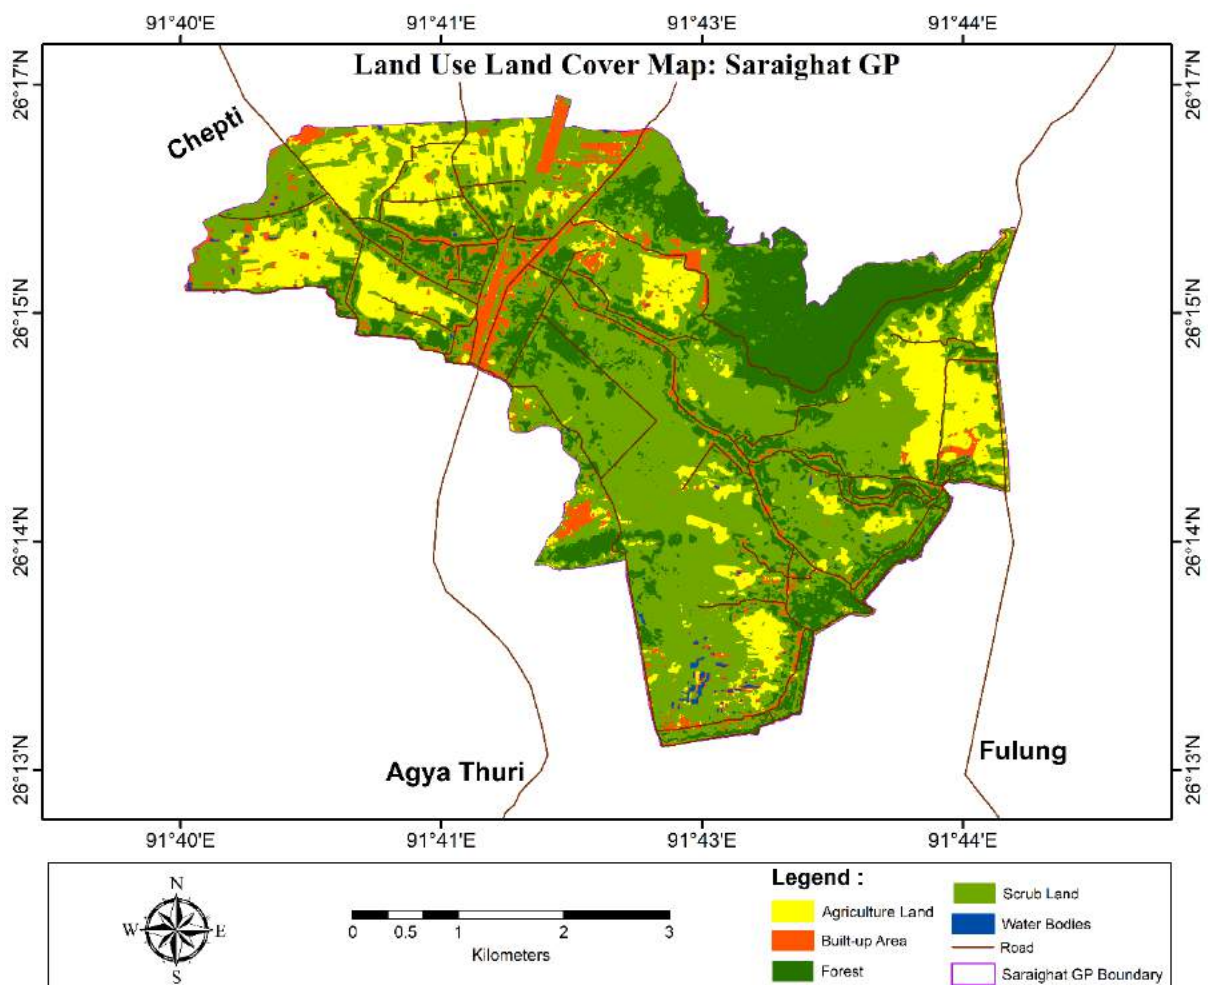 91°40'E 91°41'E 91°43'E 91°44'E
Land Use Land Cover Map: Saraighat GP
26°17'N 26°17'N
Chepti
26°15'N 26°15'N
26°14'N 26°14'N
Fulung
Agya Thuri
26°13'N 26°13'N
91°40'E 91°41'E 91°43'E 91°44'E
N
W E
S
0 0.5 1 2 3
Kilometers
Legend :
Agriculture Land
Built-up Area
Forest
Scrub Land
Water Bodies
Road
Saraighat GP Boundary